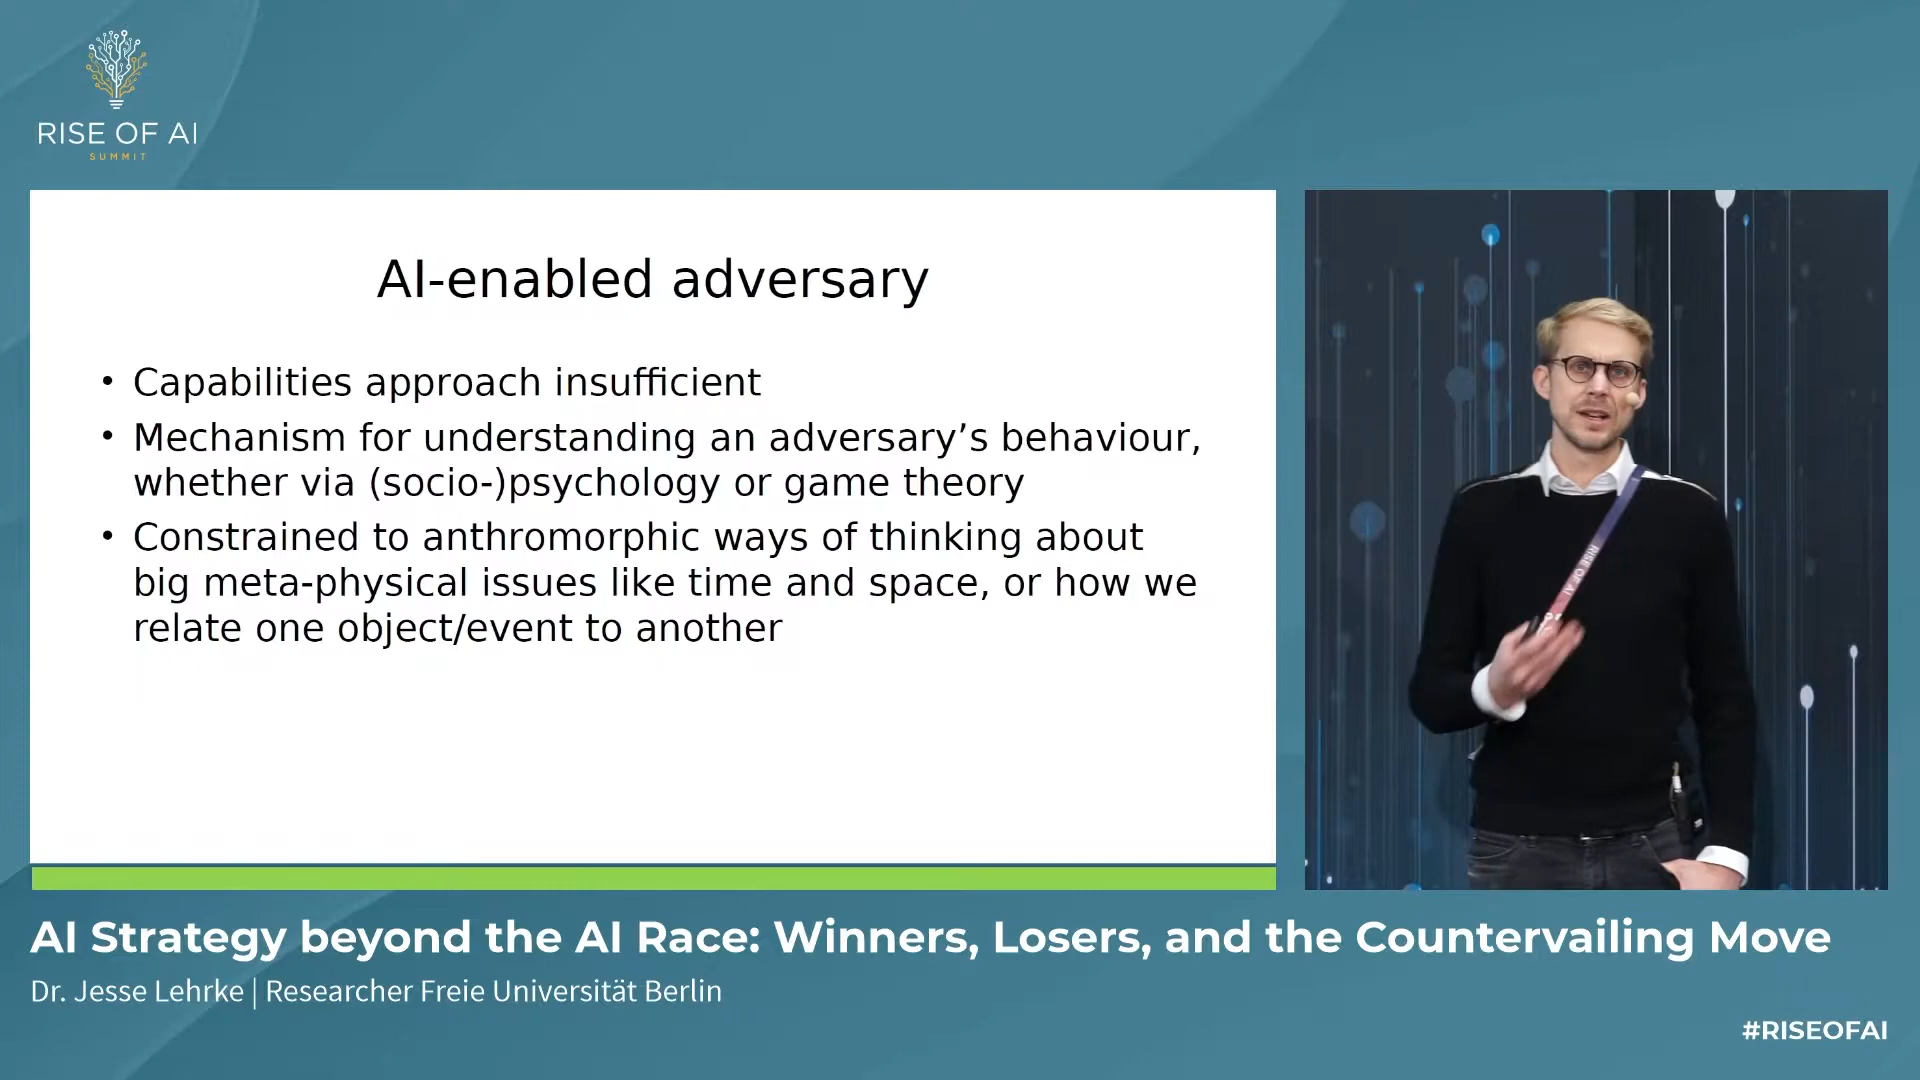 RISE OF AI
SUMMIT
AI-enabled adversary
• Capabilities approach insufficient
• Mechanism for understanding an adversary’s behaviour,
whether via (socio-)psychology or game theory
• Constrained to anthromorphic ways of thinking about
big meta-physical issues like time and space, or how we
relate one object/event to another
RISE OF AI
AI Strategy beyond the AI Race: Winners, Losers, and the Countervailing Move
Dr. Jesse Lehrke | Researcher Freie Universität Berlin
#RISEOFAI